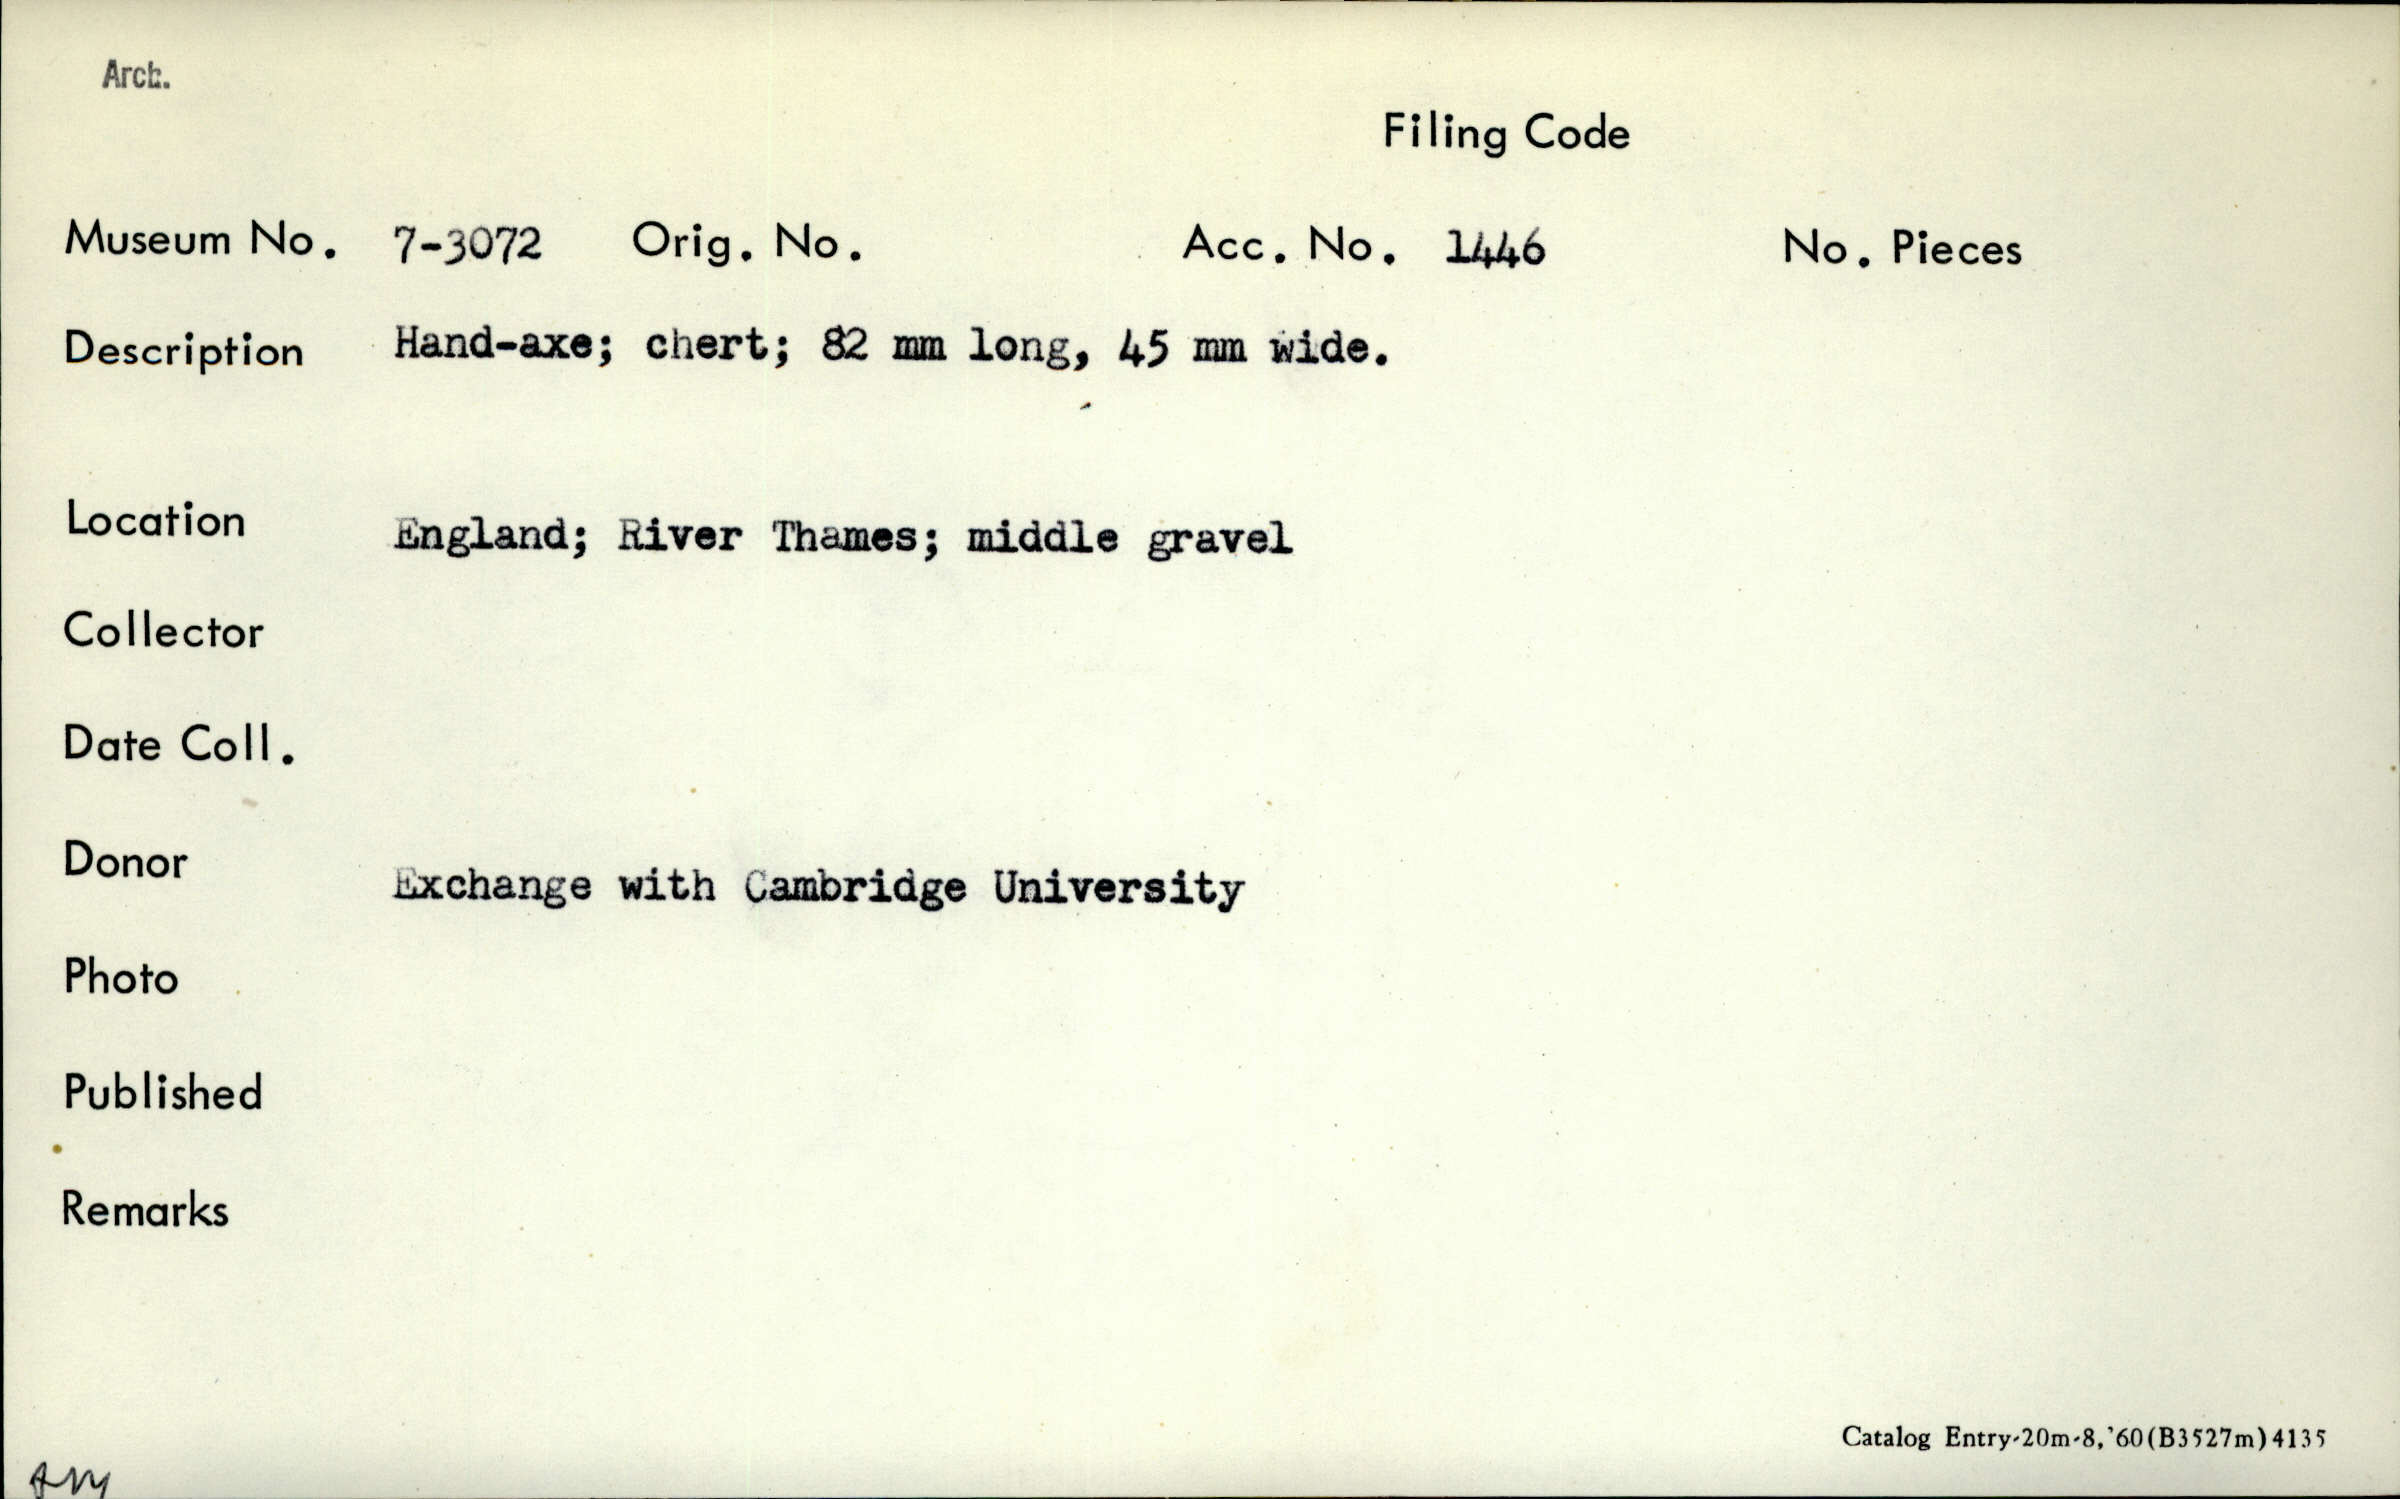 Arch.
Filing Code
Museum No. 7-3072 Orig. No. Acc. No. 1446 No. Pieces
Description Hand-axe; chert; 82 mm long, 45 mm wide.
Location England; River Thames; middle gravel
Collector
Date Coll.
Donor Exchange with Cambridge University
Photo
Published
Remarks
Catalog Entry-20m-8,'60(B3527m)4135